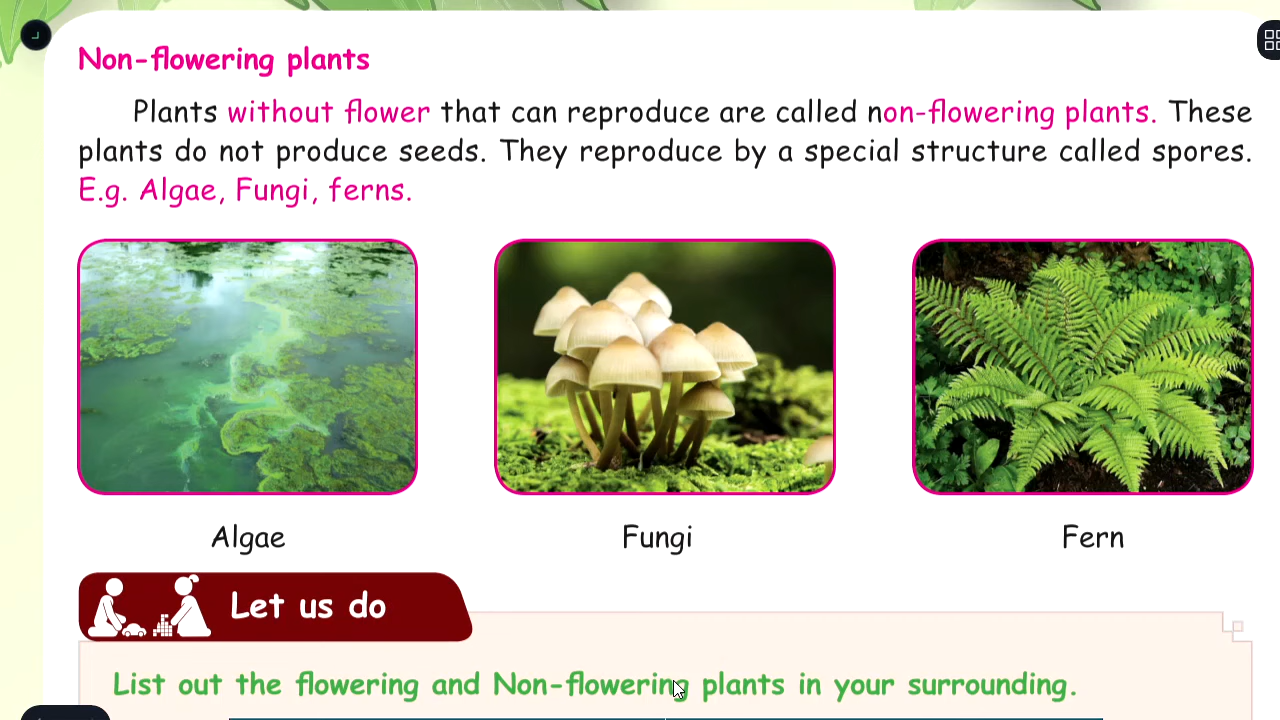 Non-flowering plants
Plants without flower that can reproduce are called non-flowering plants. These
plants do not produce seeds. They reproduce by a special structure called spores.
E.g. Algae, Fungi, ferns.
Algae Fungi Fern
Let us do
List out the flowering and Non-flowering plants in your surrounding.